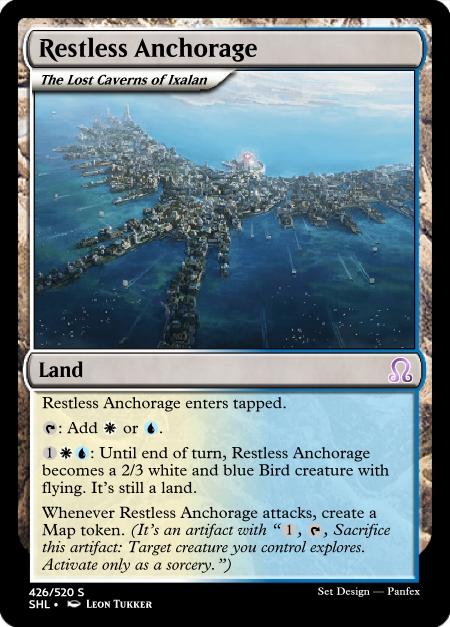 Restless Anchorage
The Lost Caverns of Ixalan
Land
Restless Anchorage enters tapped.
: Add or .
1 : Until end of turn, Restless Anchorage
becomes a 2/3 white and blue Bird creature with
flying. It's still a land.
Whenever Restless Anchorage attacks, create a
Map token. (It's an artifact with “1, , Sacrifice
this artifact: Target creature you control explores.
Activate only as a sorcery.”)
426/520 S
Set Design — Panfex
SHL • Leon Tukker